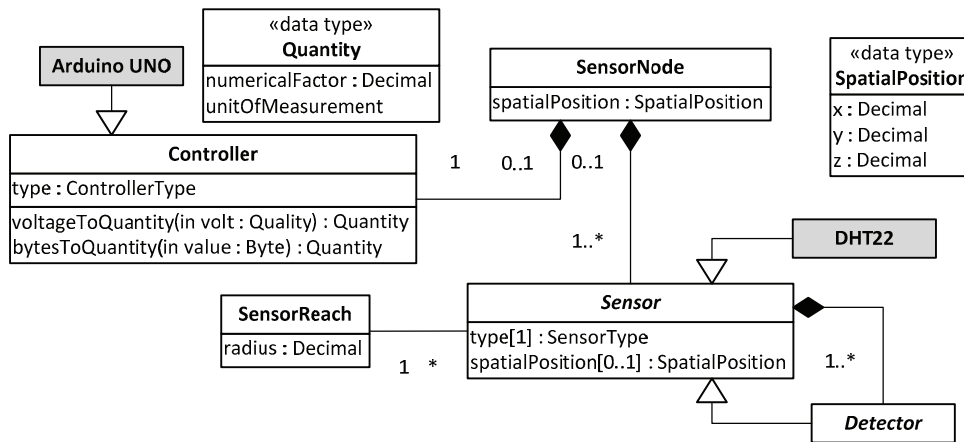 Arduino UNO
«data type»
Quantity
numericalFactor : Decimal
unitOfMeasurement
SensorNode
spatialPosition : SpatialPosition
«data type»
SpatialPosition
x : Decimal
y : Decimal
z : Decimal
Controller
type : ControllerType
voltageToQuantity(in volt : Quality) : Quantity
bytesToQuantity(in value : Byte) : Quantity
1
0..1
0..1
1..*
DHT22
SensorReach
radius : Decimal
1
*
Sensor
type[1] : SensorType
spatialPosition[0..1] : SpatialPosition
1..*
Detector